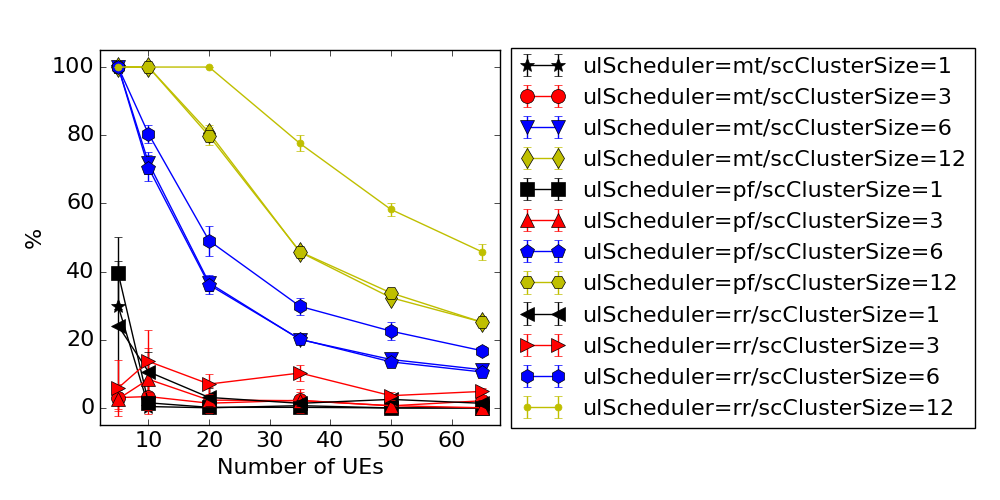 100
80
60
40
20
0
%
10
20
30
40
50
60
Number of UEs
ulScheduler=mt/scClusterSize=1
ulScheduler=mt/scClusterSize=3
ulScheduler=mt/scClusterSize=6
ulScheduler=mt/scClusterSize=12
ulScheduler=pf/scClusterSize=1
ulScheduler=pf/scClusterSize=3
ulScheduler=pf/scClusterSize=6
ulScheduler=pf/scClusterSize=12
ulScheduler=rr/scClusterSize=1
ulScheduler=rr/scClusterSize=3
ulScheduler=rr/scClusterSize=6
ulScheduler=rr/scClusterSize=12